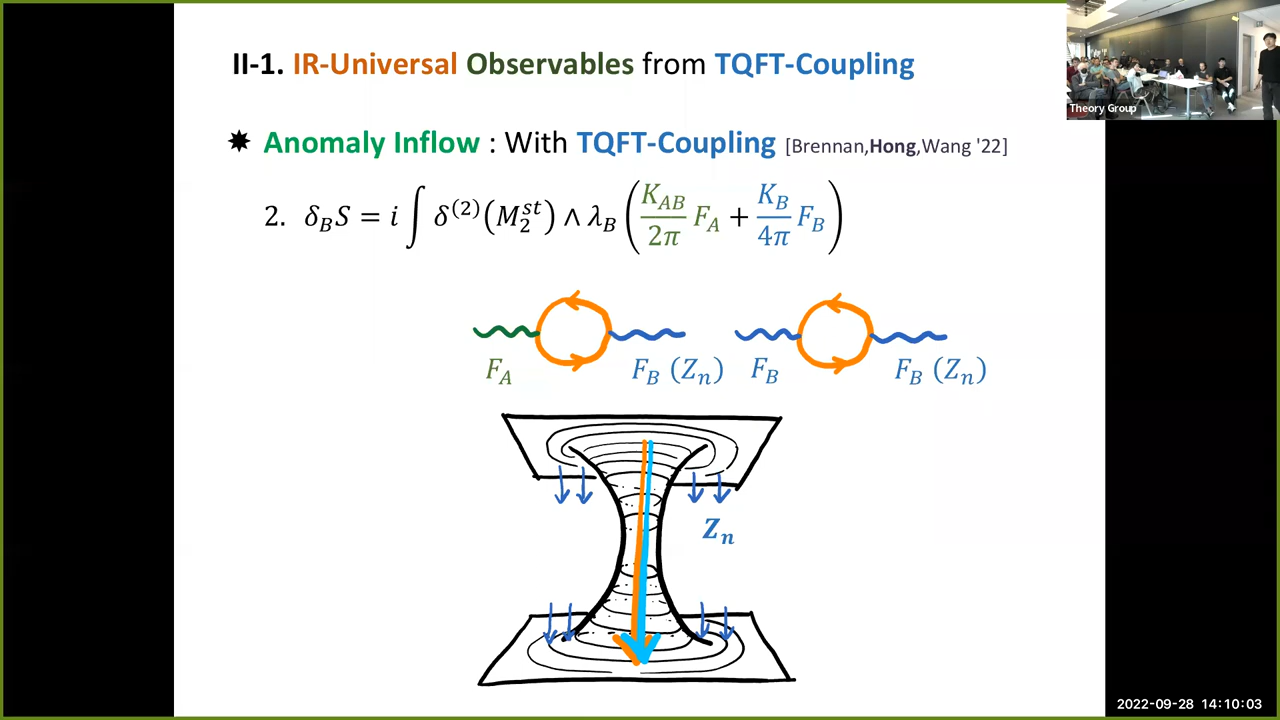 II-1. IR-Universal Observables from TQFT-Coupling
Theory Group
✸ Anomaly Inflow : With TQFT-Coupling [Brennan,Hong,Wang '22]
2. δ_B S = i ∫ δ^(2)(M_2^st) ∧ λ_B (K_AB/2π F_A + K_B/4π F_B)
F_A F_B (Z_n) F_B F_B (Z_n)
Z_n
2022-09-28 14:10:03